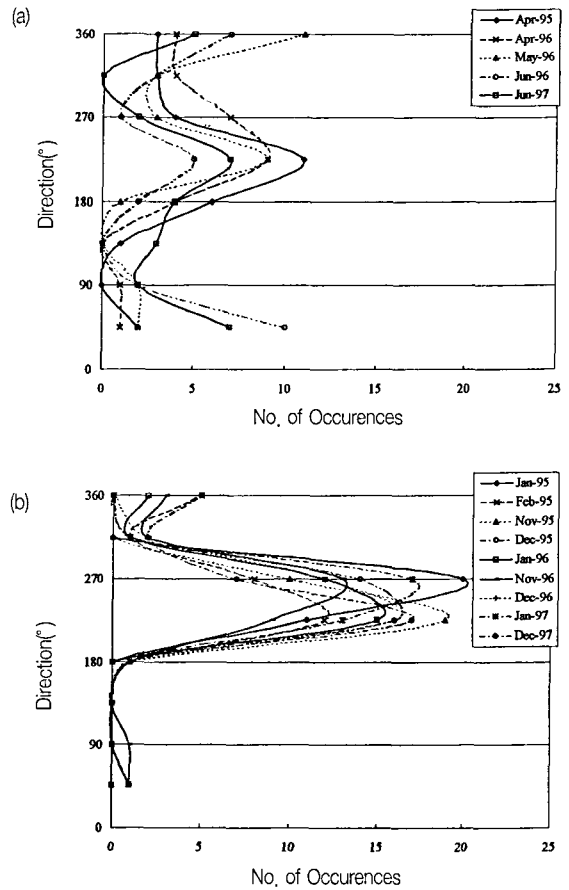 (a)
360
270
180
90
0
Direction(°)
0 5 10 15 20 25
No. of Occurences
Apr-95
Apr-96
May-96
Jun-96
Jun-97
(b)
360
270
180
90
0
Direction(°)
0 5 10 15 20 25
No. of Occurences
Jan-95
Feb-95
Nov-95
Dec-95
Jan-96
Nov-96
Dec-96
Jan-97
Dec-97